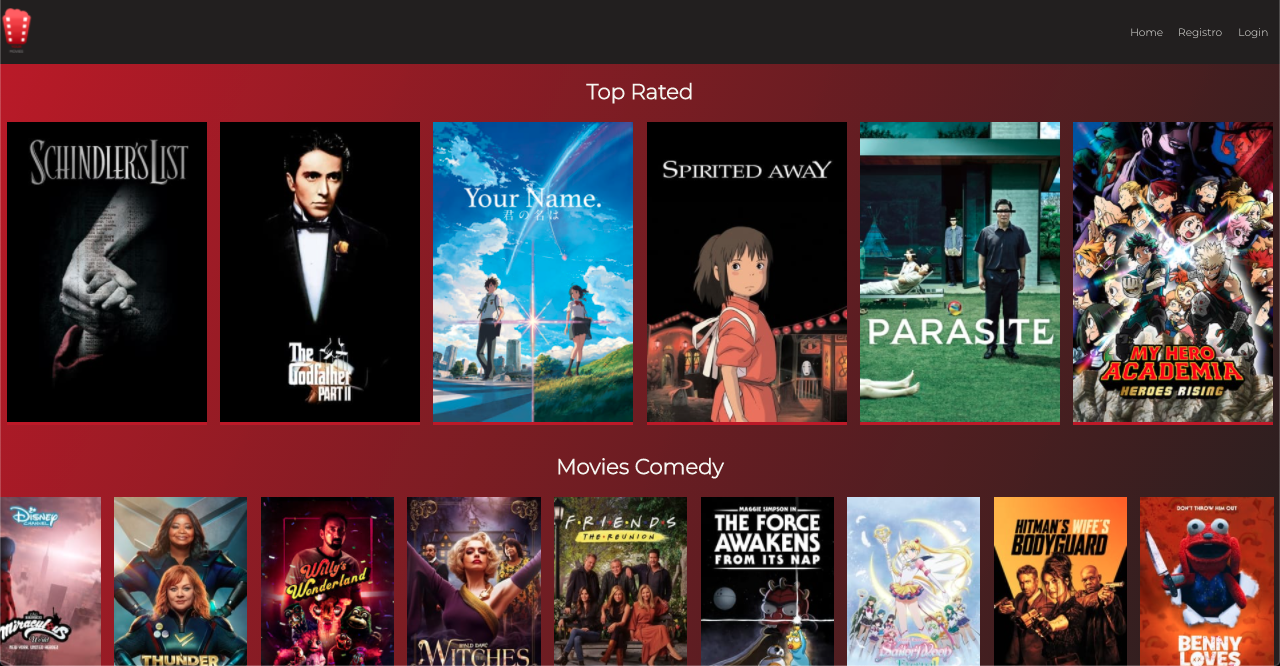 Home Registro Login
Top Rated
SCHINDLER'S LIST
The
Godfather
PART II
Your Name.
君の名は
SPIRITED AWAY
PARASITE
MY HERO
ACADEMIA
HEROES RISING
Movies Comedy
Disney
CHANNEL
MIRACULOUS
World
NEW YORK, UNITED HEROEZ
THUNDER
Willy's
Wonderland
ROALD DAHL'S
WITCHES
F·R·I·E·N·D·S
THE·REUNION
MAGGIE SIMPSON IN
THE FORCE
AWAKENS
FROM ITS NAP
Sailor Moon
HITMAN'S WIFE'S
BODYGUARD
DON'T THROW HIM OUT
BENNY
LOVES